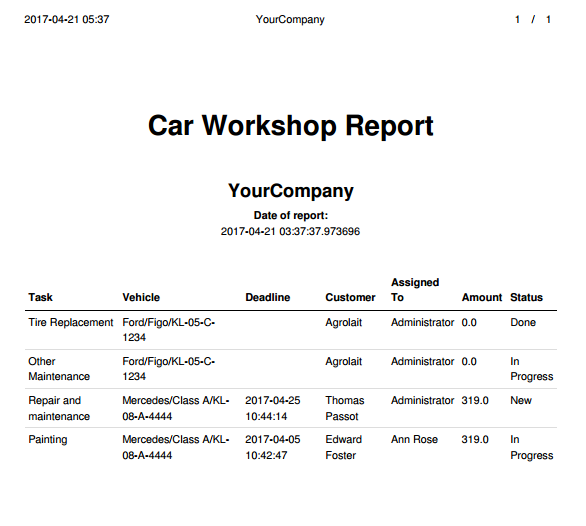 2017-04-21 05:37 YourCompany 1 / 1
Car Workshop Report
YourCompany
Date of report:
2017-04-21 03:37:37.973696
Task Vehicle Deadline Customer Assigned To Amount Status
Tire Replacement Ford/Figo/KL-05-C- Agrolait Administrator 0.0 Done
1234
Other Ford/Figo/KL-05-C- Agrolait Administrator 0.0 In
Maintenance 1234 Progress
Repair and Mercedes/Class A/KL- 2017-04-25 Thomas Administrator 319.0 New
maintenance 08-A-4444 10:44:14 Passot
Painting Mercedes/Class A/KL- 2017-04-05 Edward Ann Rose 319.0 In
08-A-4444 10:42:47 Foster Progress